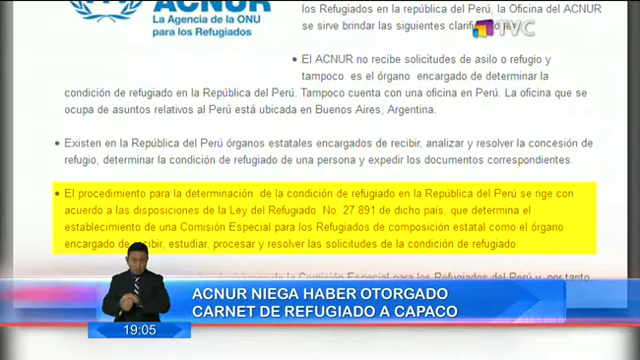 ACNUR
La Agencia de la ONU
para los Refugiados
los Refugiados en la república del Perú, la Oficina del ACNUR
se sirve brindar las siguientes
TVC
• El ACNUR no recibe solicitudes de asilo o refugio y
tampoco es el órgano encargado de determinar la
condición de refugiado en la República del Perú. Tampoco cuenta con una oficina en Perú. La oficina que se
ocupa de asuntos relativos al Perú está ubicada en Buenos Aires, Argentina.
• Existen en la República del Perú órganos estatales encargados de recibir, analizar y resolver la concesión de
refugio, determinar la condición de refugiado de una persona y expedir los documentos correspondientes.
• El procedimiento para la determinación de la condición de refugiado en la República del Perú se rige con
acuerdo a las disposiciones de la Ley del Refugiado No. 27.891 de dicho país, que determina el
establecimiento de una Comisión Especial para los Refugiados de composición estatal como el órgano
encargado de recibir, estudiar, procesar y resolver las solicitudes de la condición de refugiado.
de la Comisión Especial para los Refugiados del Perú y, por tanto
ACNUR NIEGA HABER OTORGADO
CARNET DE REFUGIADO A CAPACO
19:05